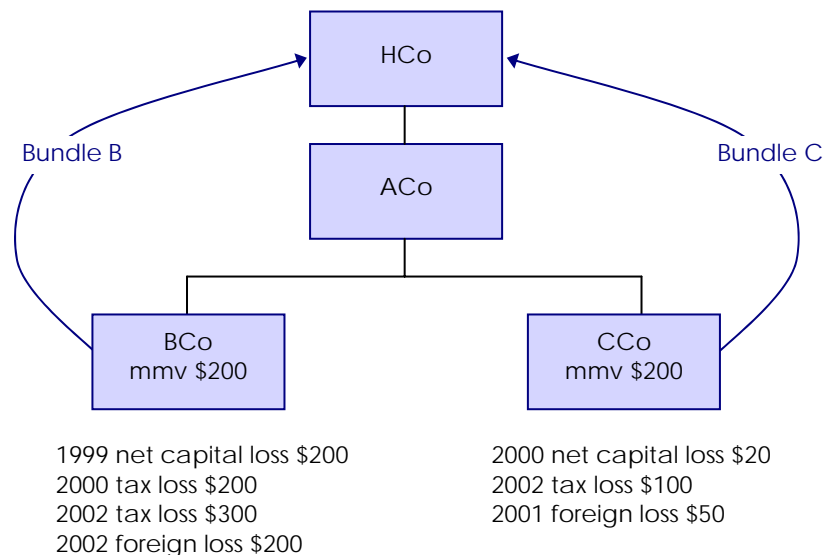 HCo
Bundle B
Bundle C
ACo
BCo
mmv $200
CCo
mmv $200
1999 net capital loss $200
2000 tax loss $200
2002 tax loss $300
2002 foreign loss $200
2000 net capital loss $20
2002 tax loss $100
2001 foreign loss $50